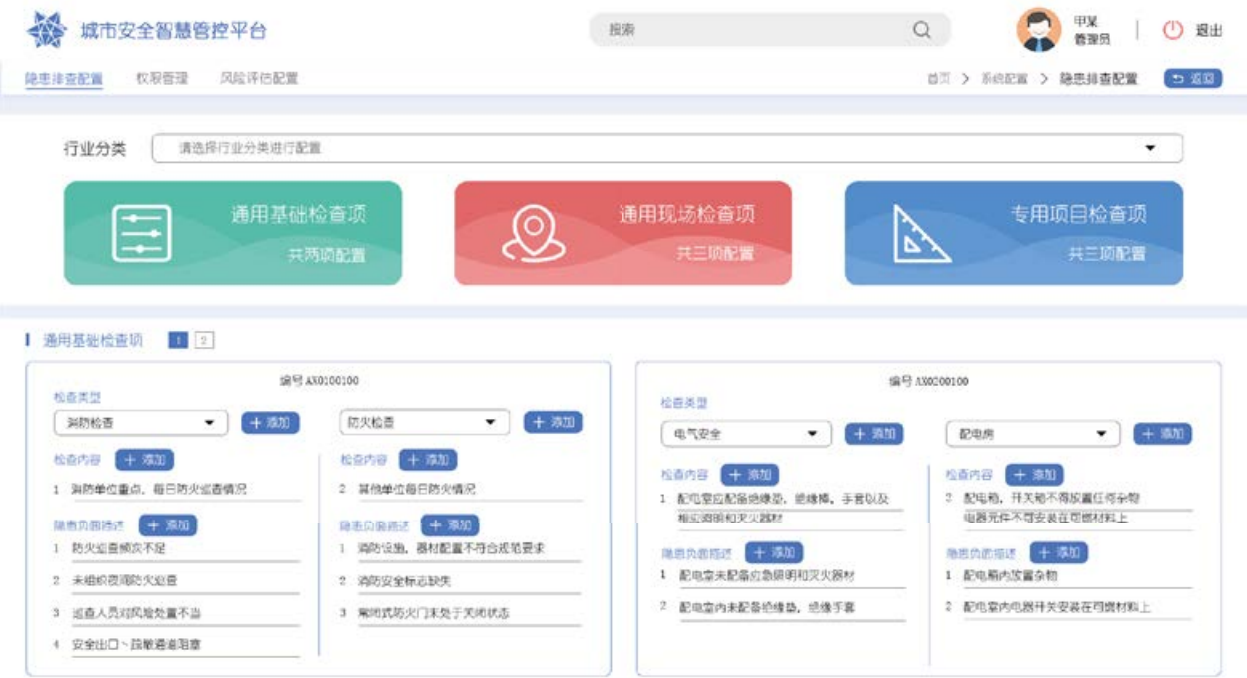 城市安全智慧管控平台
搜索
甲某
管理员
退出
隐患排查配置
权限管理
风险评估配置
首页 > 系统配置 > 隐患排查配置
返回
行业分类
请选择行业分类进行配置
通用基础检查项
共两项配置
通用现场检查项
共三项配置
专用项目检查项
共三项配置
通用基础检查项 1 2
编号 AX0100100
检查类型
消防检查
+ 添加
防火检查
+ 添加
检查内容 + 添加
1 消防单位重点，每日防火巡查情况
隐患负面描述 + 添加
1 防火巡查频次不足
2 未组织夜间防火巡查
3 巡查人员对风险处置不当
4 安全出口、疏散通道阻塞
检查内容 + 添加
2 其他单位每日防火情况
隐患负面描述 + 添加
1 消防设施，器材配置不符合规范要求
2 消防安全标志缺失
3 常闭式防火门未处于关闭状态
编号 AX0200100
检查类型
电气安全
+ 添加
配电房
+ 添加
检查内容 + 添加
1 配电室应配备绝缘垫，绝缘棒，手套以及
相应照明和灭火器材
隐患负面描述 + 添加
1 配电室未配备应急照明和灭火器材
2 配电室内未配备绝缘垫，绝缘手套
检查内容 + 添加
2 配电箱，开关箱不得放置任何杂物
电器元件不可安装在可燃材料上
隐患负面描述 + 添加
1 配电箱内放置杂物
2 配电室内电器开关安装在可燃材料上